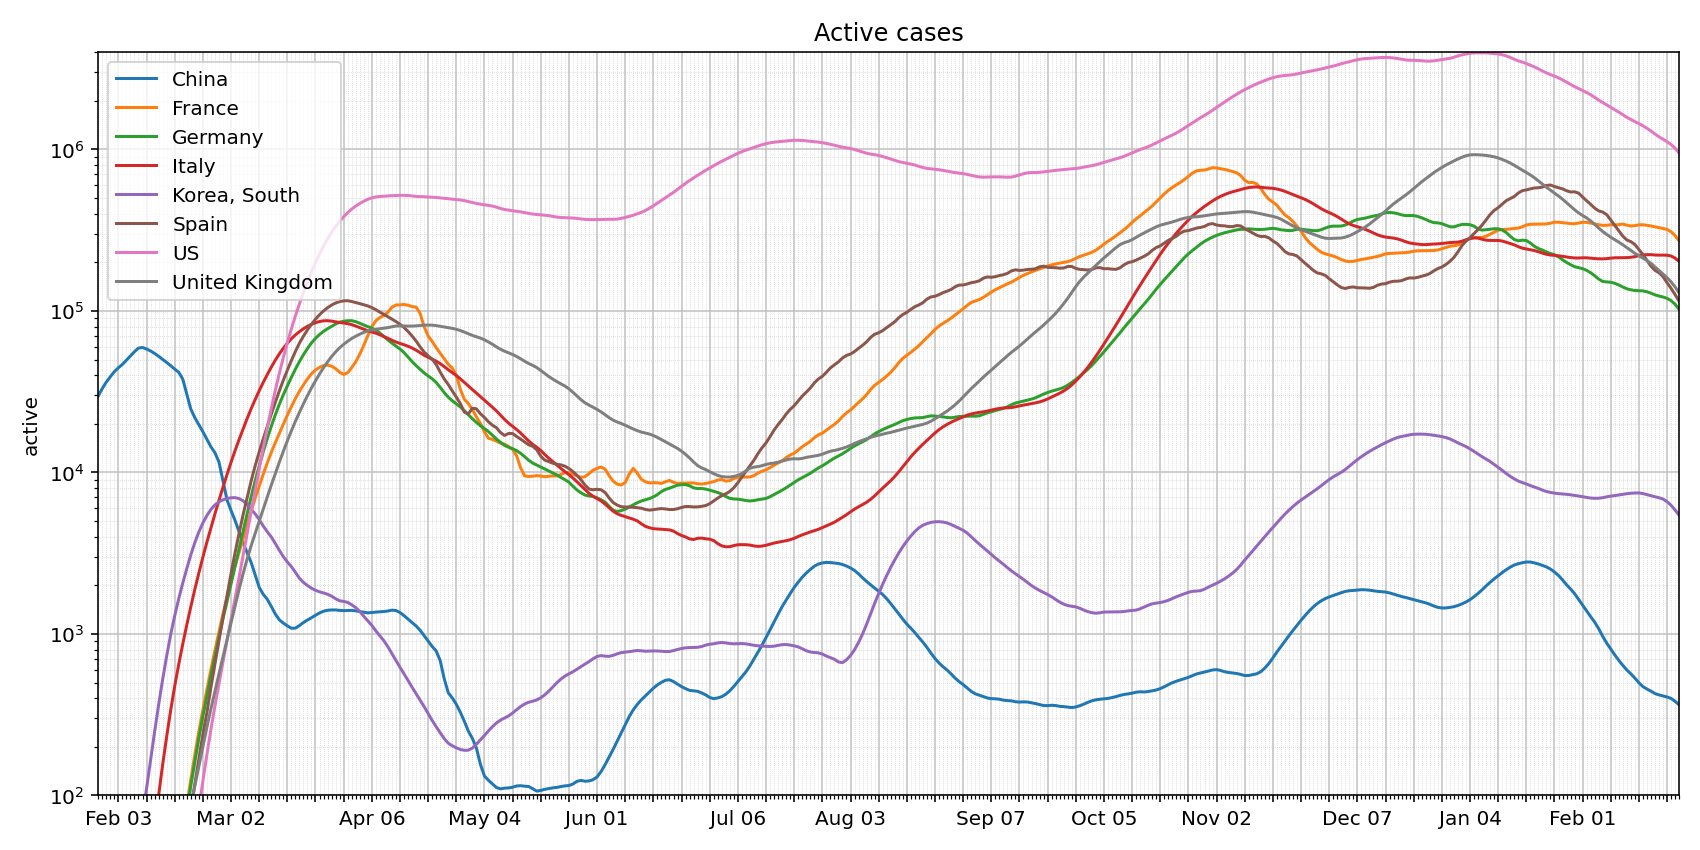 Active cases
China
France
Germany
Italy
Korea, South
Spain
US
United Kingdom
active
10^6
10^5
10^4
10^3
10^2
Feb 03 Mar 02 Apr 06 May 04 Jun 01 Jul 06 Aug 03 Sep 07 Oct 05 Nov 02 Dec 07 Jan 04 Feb 01